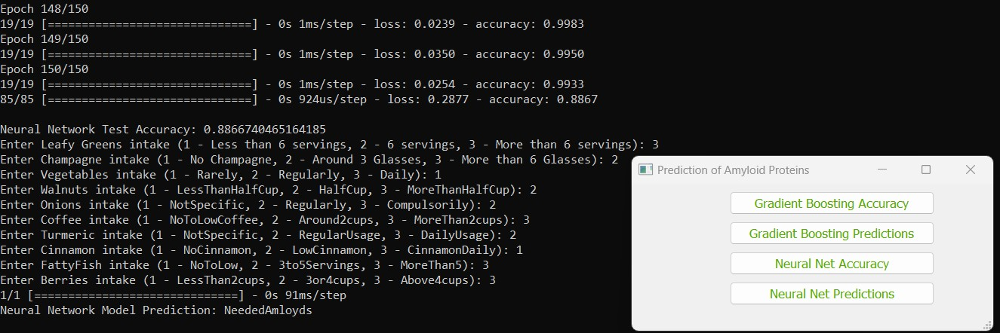 Epoch 148/150
19/19 [==============================] - 0s 1ms/step - loss: 0.0239 - accuracy: 0.9983
Epoch 149/150
19/19 [==============================] - 0s 1ms/step - loss: 0.0350 - accuracy: 0.9950
Epoch 150/150
19/19 [==============================] - 0s 1ms/step - loss: 0.0254 - accuracy: 0.9933
85/85 [==============================] - 0s 924us/step - loss: 0.2877 - accuracy: 0.8867
Neural Network Test Accuracy: 0.8866740465164185
Enter Leafy Greens intake (1 - Less than 6 servings, 2 - 6 servings, 3 - More than 6 servings): 3
Enter Champagne intake (1 - No Champagne, 2 - Around 3 Glasses, 3 - More than 6 Glasses): 2
Enter Vegetables intake (1 - Rarely, 2 - Regularly, 3 - Daily): 1
Enter Walnuts intake (1 - LessThanHalfCup, 2 - HalfCup, 3 - MoreThanHalfCup): 2
Enter Onions intake (1 - NotSpecific, 2 - Regularly, 3 - Compulsorily): 2
Enter Coffee intake (1 - NoToLowCoffee, 2 - Around2cups, 3 - MoreThan2cups): 3
Enter Turmeric intake (1 - NotSpecific, 2 - RegularUsage, 3 - DailyUsage): 2
Enter Cinnamon intake (1 - NoCinnamon, 2 - LowCinnamon, 3 - CinnamonDaily): 1
Enter FattyFish intake (1 - NoToLow, 2 - 3to5Servings, 3 - MoreThan5): 3
Enter Berries intake (1 - LessThan2cups, 2 - 3or4cups, 3 - Above4cups): 3
1/1 [==============================] - 0s 91ms/step
Neural Network Model Prediction: NeededAmloyds
Prediction of Amyloid Proteins
Gradient Boosting Accuracy
Gradient Boosting Predictions
Neural Net Accuracy
Neural Net Predictions